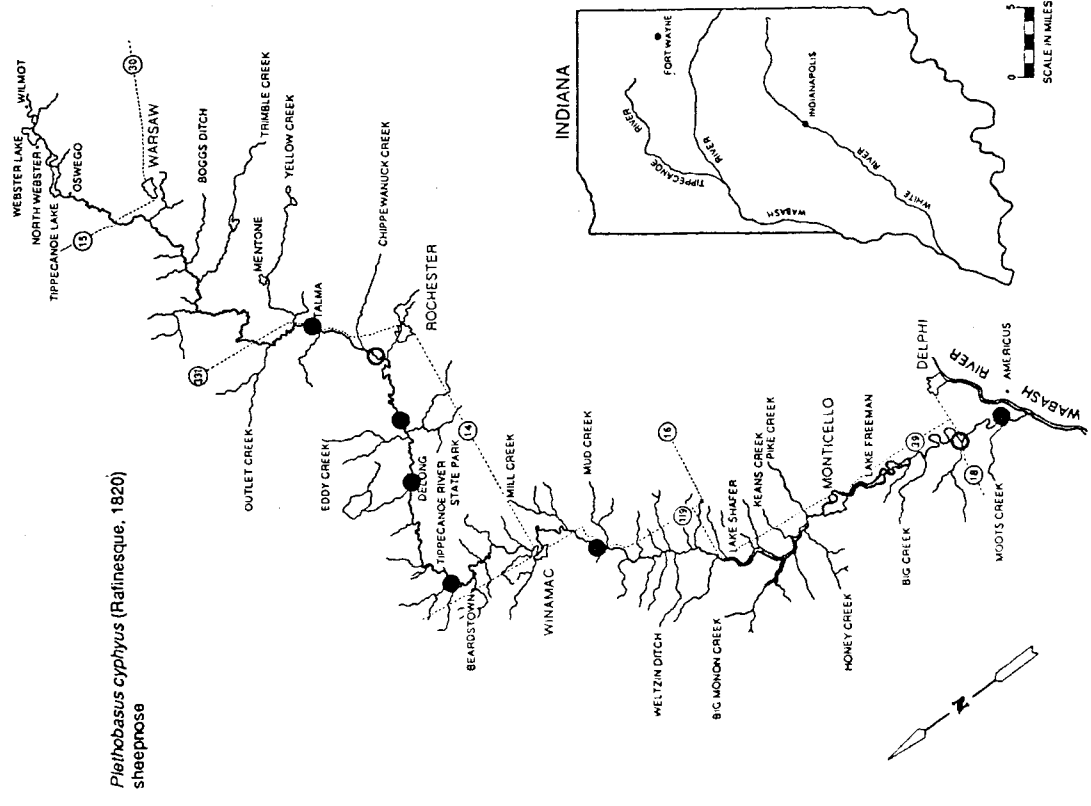 Plethobasus cyphyus (Rafinesque, 1820)
sheepnose
WEBSTER LAKE
WILMOT
NORTH WEBSTER
TIPPECANOE LAKE
OSWEGO
15
30
WARSAW
BOGGS DITCH
TRIMBLE CREEK
YELLOW CREEK
MENTONE
331
OUTLET CREEK
TALMA
CHIPPEWANUCK CREEK
ROCHESTER
EDDY CREEK
DELONG
TIPPECANOE RIVER
STATE PARK
14
BEARDSTOWN
MILL CREEK
WINAMAC
MUD CREEK
16
119
WELTZIN DITCH
BIG MONON CREEK
LAKE SHAFER
KEANS CREEK
PIKE CREEK
HONEY CREEK
MONTICELLO
LAKE FREEMAN
39
BIG CREEK
18
MOOTS CREEK
DELPHI
AMERICUS
WABASH
RIVER
N
INDIANA
FORT WAYNE
INDIANAPOLIS
TIPPECANOE
RIVER
WABASH
RIVER
WHITE
RIVER
0
5
SCALE IN MILES